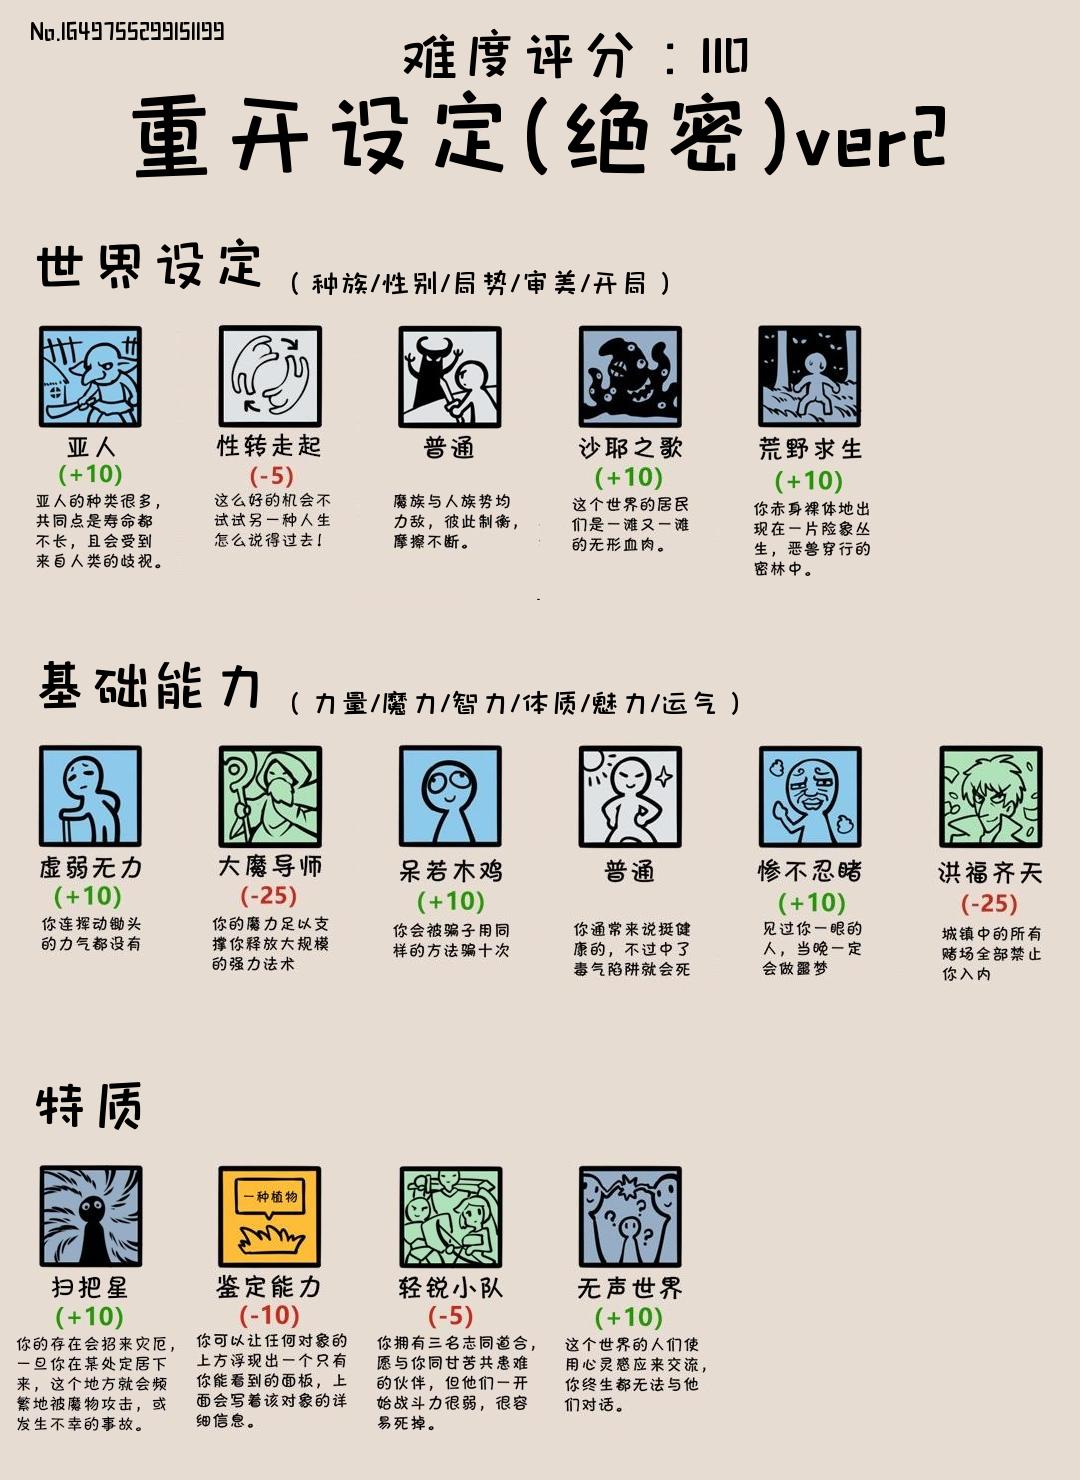 No.1649755299151199
难度评分：110
重开设定(绝密)ver2
世界设定 （种族/性别/局势/审美/开局）
亚人
(+10)
亚人的种类很多，
共同点是寿命都
不长，且会受到
来自人类的歧视。
性转走起
(-5)
这么好的机会不
试试另一种人生
怎么说得过去！
普通
魔族与人族势均
力敌，彼此制衡，
摩擦不断。
沙耶之歌
(+10)
这个世界的居民
们是一滩又一滩
的无形血肉。
荒野求生
(+10)
你赤身裸体地出
现在一片险象丛
生，恶兽穿行的
密林中。
基础能力 （力量/魔力/智力/体质/魅力/运气）
虚弱无力
(+10)
你连挥动锄头
的力气都没有
大魔导师
(-25)
你的魔力足以支
撑你释放大规模
的强力法术
呆若木鸡
(+10)
你会被骗子用同
样的方法骗十次
普通
你通常来说挺健
康的，不过中了
毒气陷阱就会死
惨不忍睹
(+10)
见过你一眼的
人，当晚一定
会做噩梦
洪福齐天
(-25)
城镇中的所有
赌场全部禁止
你入内
特质
扫把星
(+10)
你的存在会招来灾厄，
一旦你在某处定居下
来，这个地方就会频
繁地被魔物攻击，或
发生不幸的事故。
一种植物
鉴定能力
(-10)
你可以让任何对象的
上方浮现出一个只有
你能看到的面板，上
面会写着该对象的详
细信息。
轻锐小队
(-5)
你拥有三名志同道合，
愿与你同甘苦共患难
的伙伴，但他们一开
始战斗力很弱，很容
易死掉。
无声世界
(+10)
这个世界的人们使
用心灵感应来交流，
你终生都无法与他
们对话。